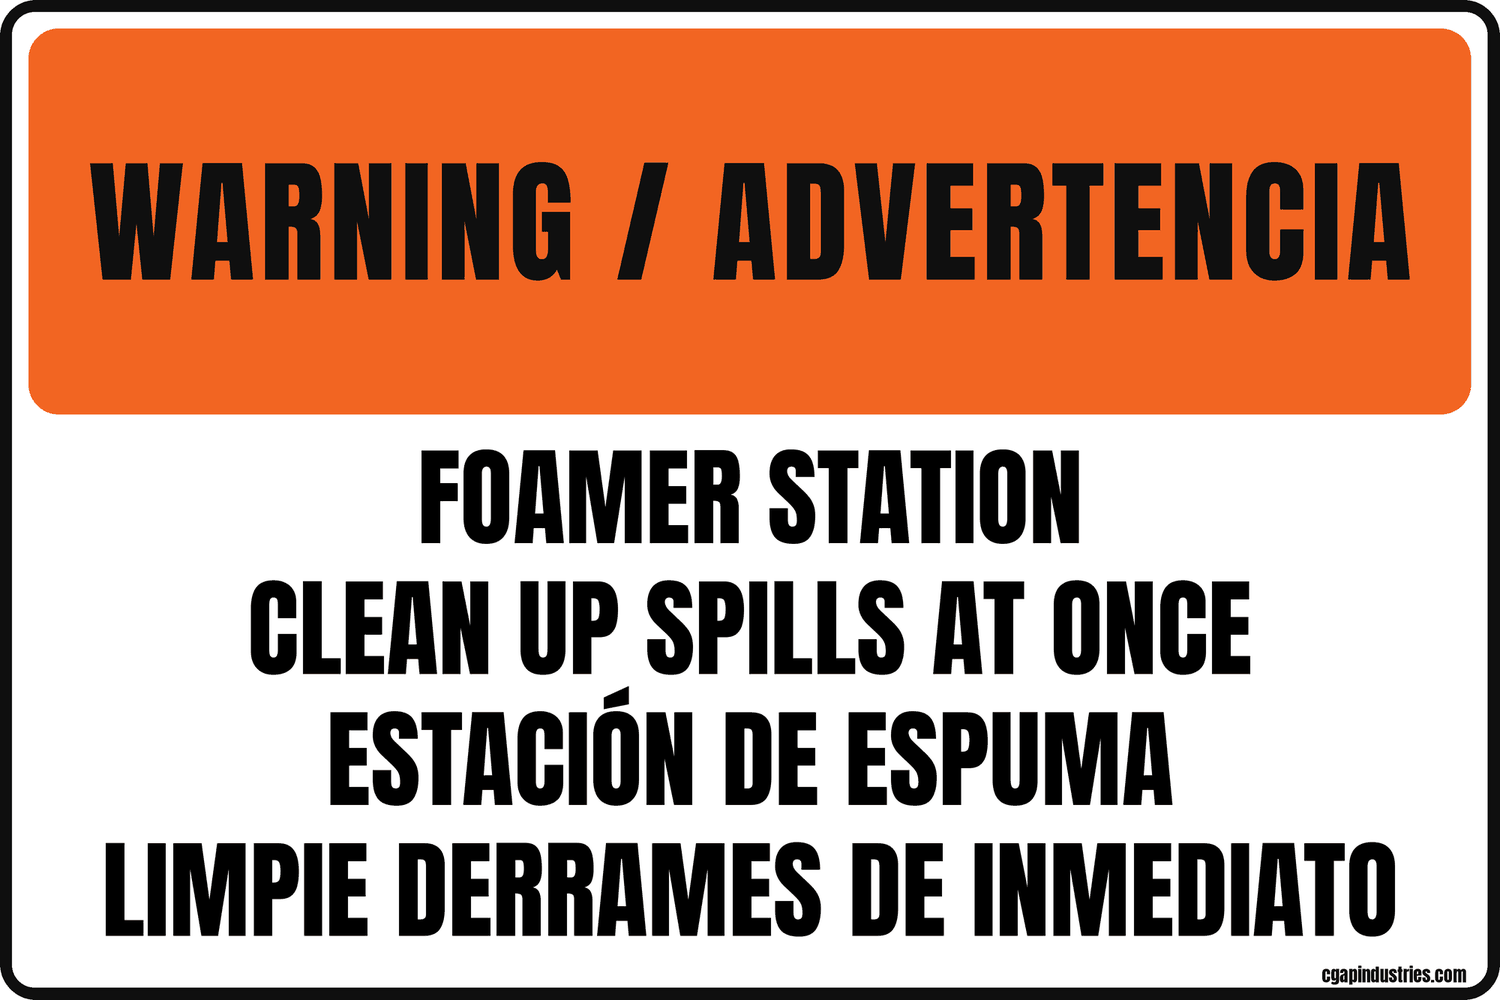 WARNING / ADVERTENCIA
FOAMER STATION
CLEAN UP SPILLS AT ONCE
ESTACIÓN DE ESPUMA
LIMPIE DERRAMES DE INMEDIATO
cgapindustries.com